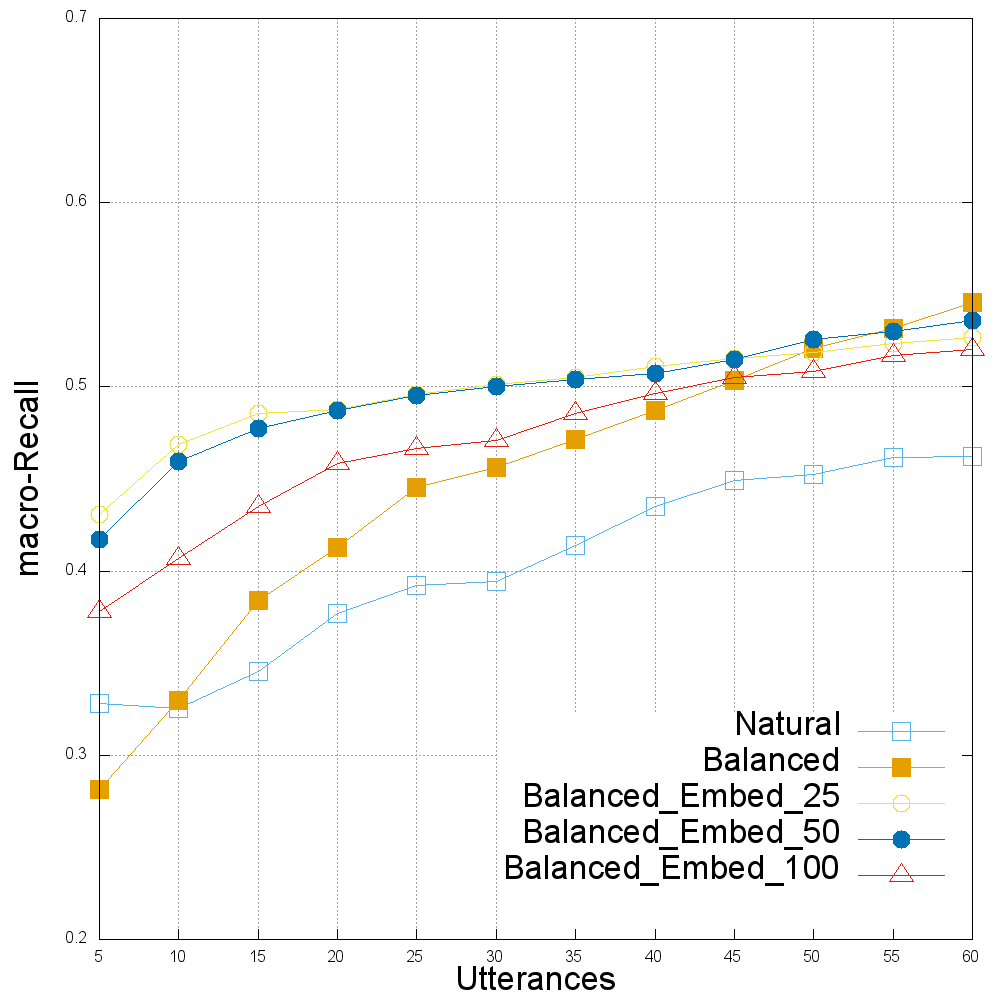 0.7
0.6
0.5
0.4
0.3
0.2
macro-Recall
Natural
Balanced
Balanced_Embed_25
Balanced_Embed_50
Balanced_Embed_100
5 10 15 20 25 30 35 40 45 50 55 60
Utterances